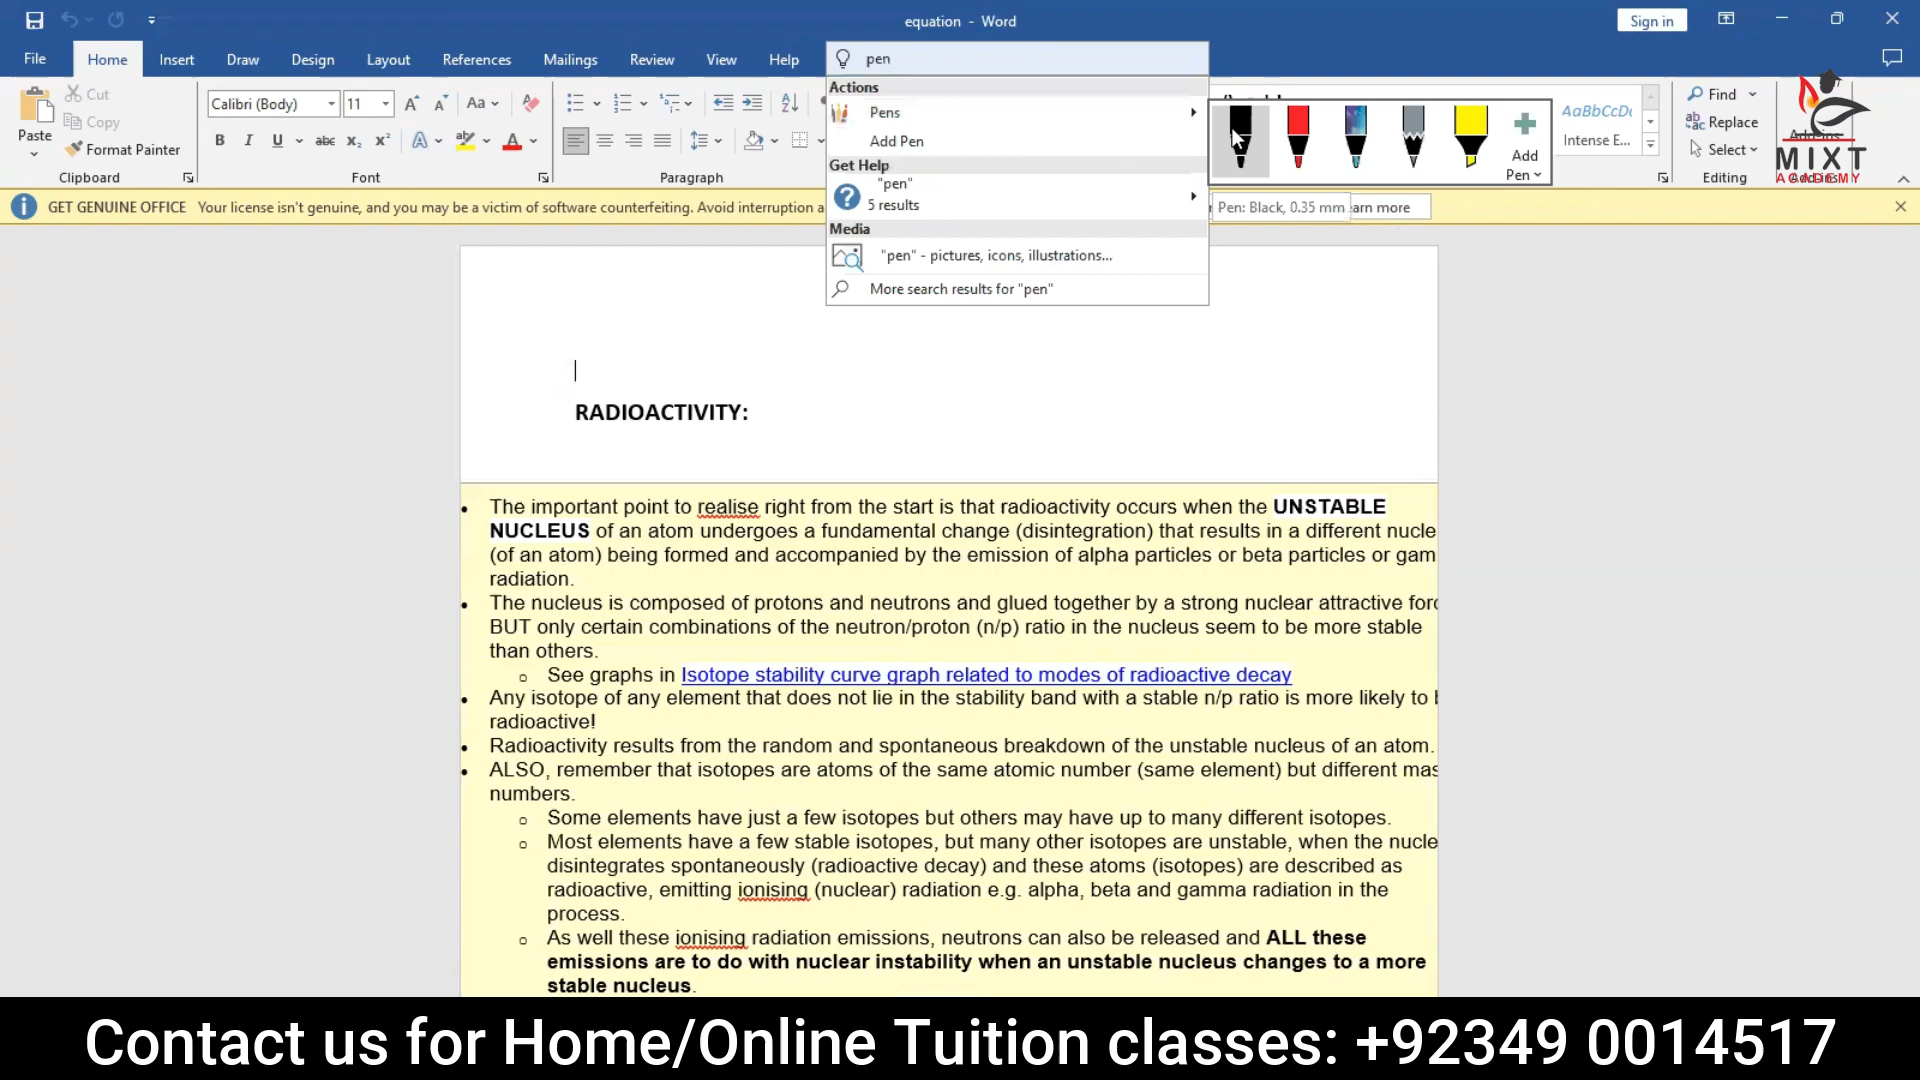 equation - Word
Sign in
File Home Insert Draw Design Layout References Mailings Review View Help pen
Actions
Pens
Add Pen
Get Help
"pen"
5 results
Media
"pen" - pictures, icons, illustrations...
More search results for "pen"
Paste
Cut
Copy
Format Painter
Clipboard
Calibri (Body) 11
Font
Paragraph
Add
Pen
Pen: Black, 0.35 mm
AaBbCcDc
Intense E...
Find
Replace
Select
Editing
MIXT
ACADEMY
GET GENUINE OFFICE Your license isn't genuine, and you may be a victim of software counterfeiting. Avoid interruption a
earn more
RADIOACTIVITY:
The important point to realise right from the start is that radioactivity occurs when the UNSTABLE
NUCLEUS of an atom undergoes a fundamental change (disintegration) that results in a different nucle
(of an atom) being formed and accompanied by the emission of alpha particles or beta particles or gam
radiation.
The nucleus is composed of protons and neutrons and glued together by a strong nuclear attractive forc
BUT only certain combinations of the neutron/proton (n/p) ratio in the nucleus seem to be more stable
than others.
See graphs in Isotope stability curve graph related to modes of radioactive decay
Any isotope of any element that does not lie in the stability band with a stable n/p ratio is more likely to b
radioactive!
Radioactivity results from the random and spontaneous breakdown of the unstable nucleus of an atom.
ALSO, remember that isotopes are atoms of the same atomic number (same element) but different mas
numbers.
Some elements have just a few isotopes but others may have up to many different isotopes.
Most elements have a few stable isotopes, but many other isotopes are unstable, when the nucle
disintegrates spontaneously (radioactive decay) and these atoms (isotopes) are described as
radioactive, emitting ionising (nuclear) radiation e.g. alpha, beta and gamma radiation in the
process.
As well these ionising radiation emissions, neutrons can also be released and ALL these
emissions are to do with nuclear instability when an unstable nucleus changes to a more
stable nucleus.
Contact us for Home/Online Tuition classes: +92349 0014517